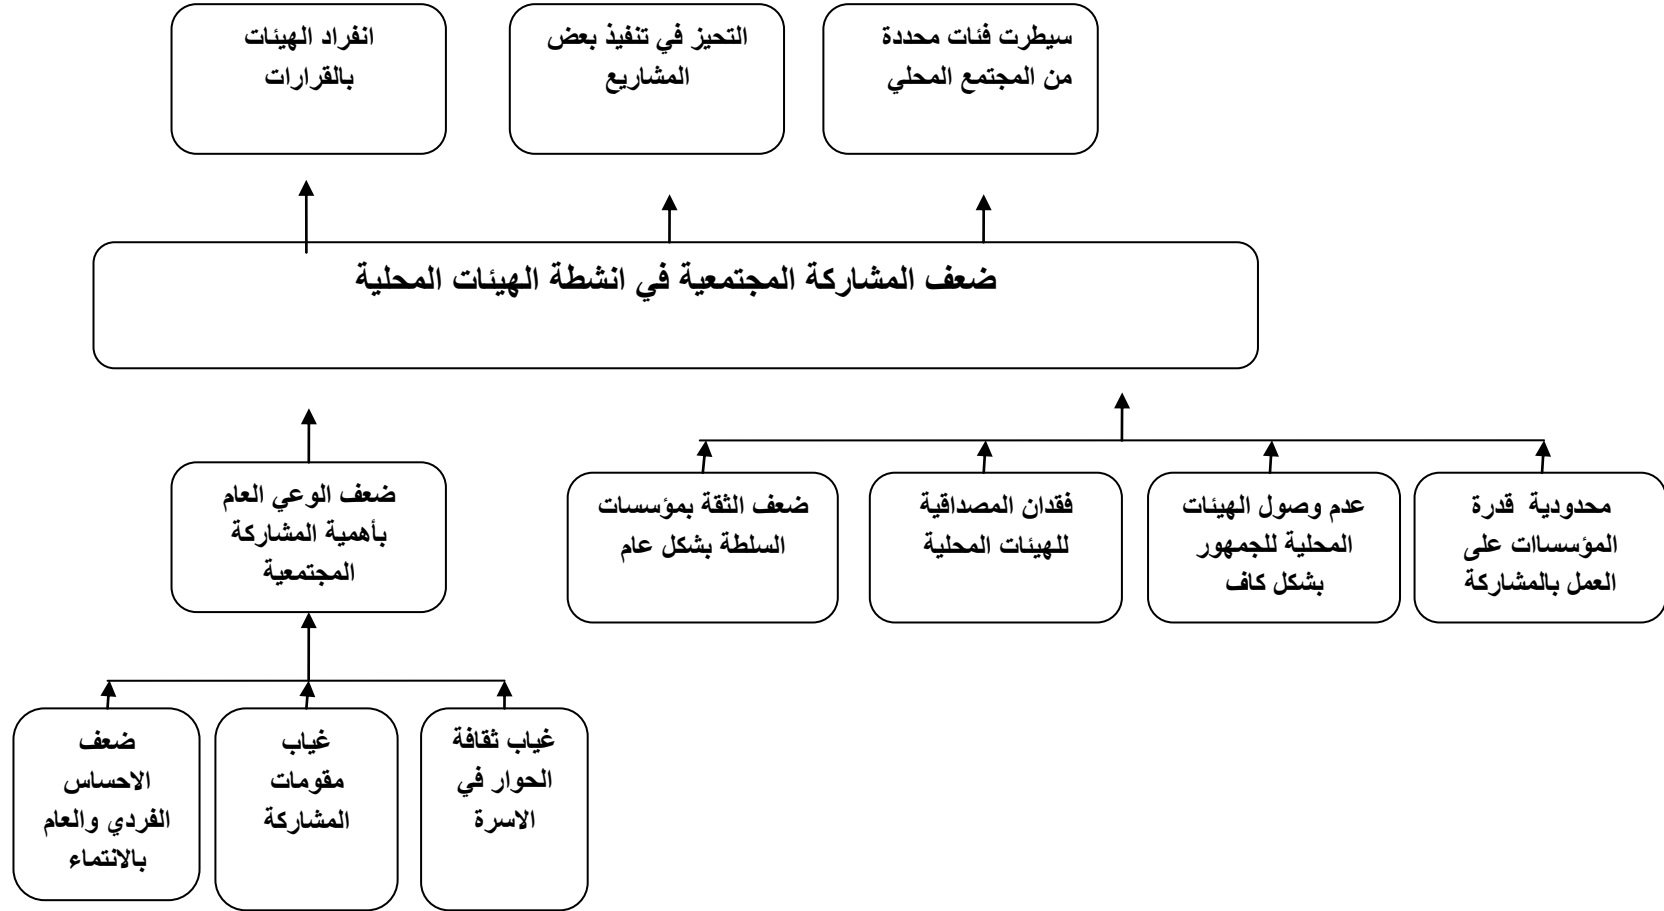 سيطرت فئات محددة
من المجتمع المحلي
التحيز في تنفيذ بعض
المشاريع
انفراد الهيئات
بالقرارات
ضعف المشاركة المجتمعية في انشطة الهيئات المحلية
محدودية قدرة
المؤسساات على
العمل بالمشاركة
عدم وصول الهيئات
المحلية للجمهور
بشكل كاف
فقدان المصداقية
للهيئات المحلية
ضعف الثقة بمؤسسات
السلطة بشكل عام
ضعف الوعي العام
بأهمية المشاركة
المجتمعية
غياب ثقافة
الحوار في
الاسرة
غياب
مقومات
المشاركة
ضعف
الاحساس
الفردي والعام
بالانتماء